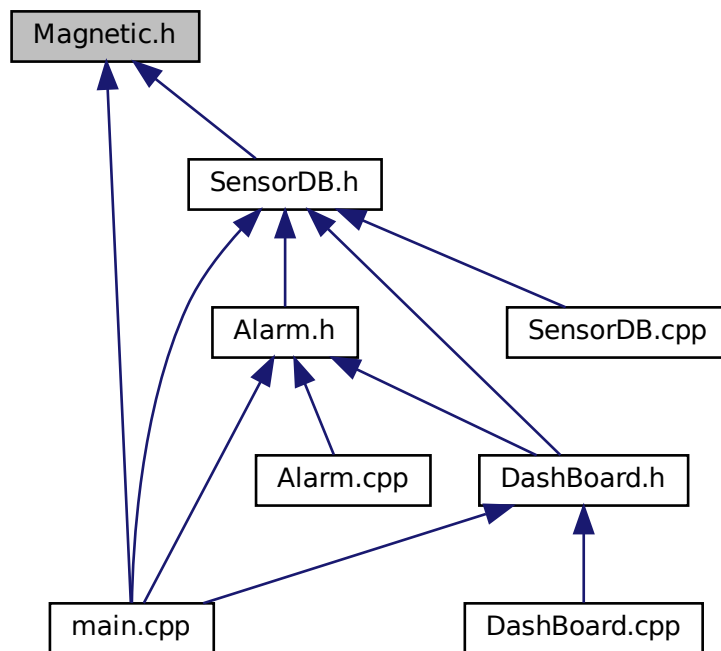 Magnetic.h
SensorDB.h
Alarm.h
SensorDB.cpp
Alarm.cpp
DashBoard.h
main.cpp
DashBoard.cpp